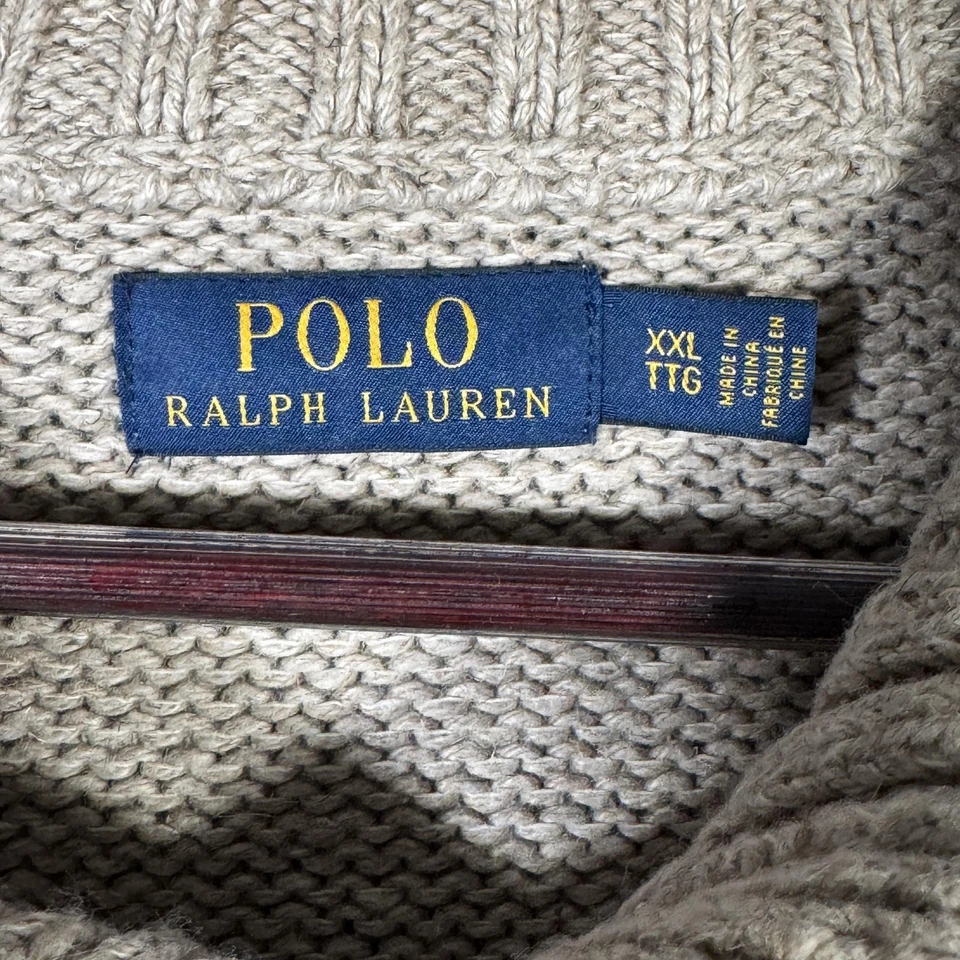 POLO
RALPH LAUREN
XXL
TTG
MADE IN
CHINA
FABRIQUÉ EN
CHINE